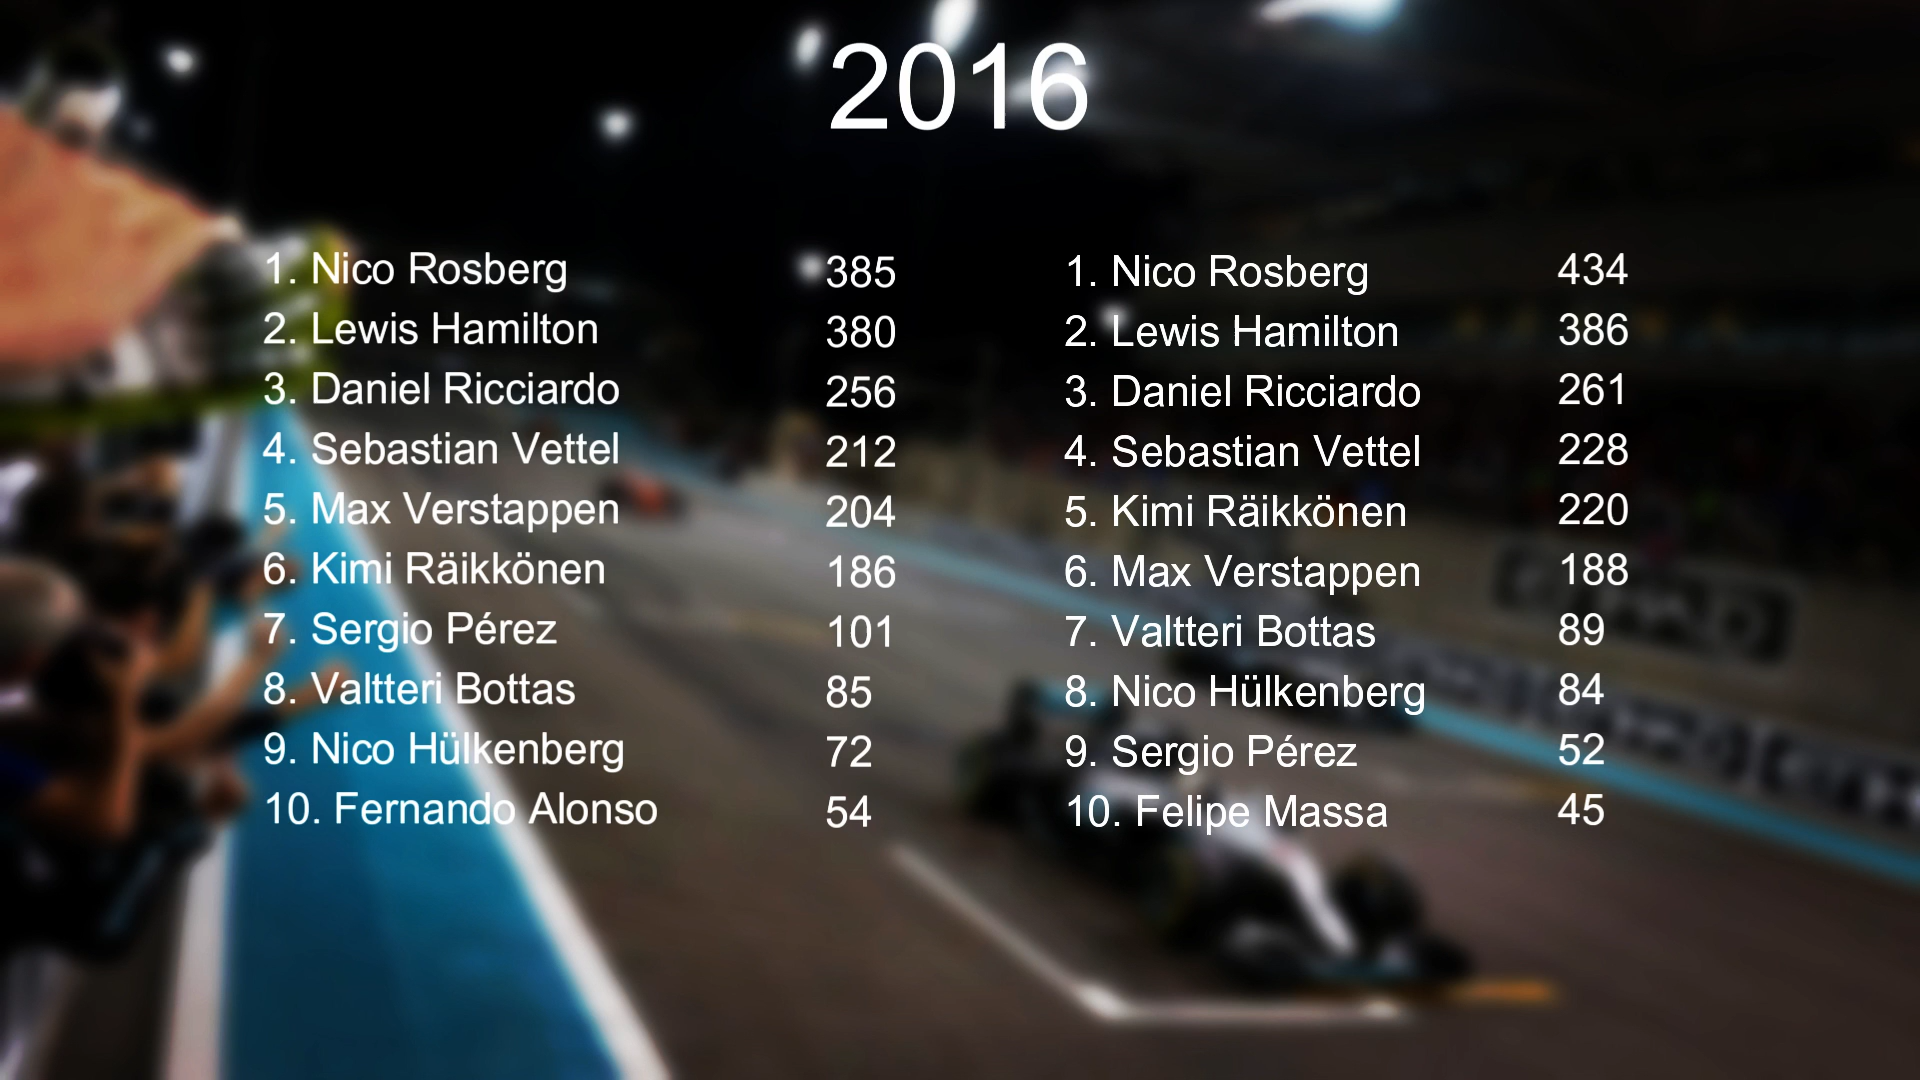 2016
1. Nico Rosberg 385
2. Lewis Hamilton 380
3. Daniel Ricciardo 256
4. Sebastian Vettel 212
5. Max Verstappen 204
6. Kimi Räikkönen 186
7. Sergio Pérez 101
8. Valtteri Bottas 85
9. Nico Hülkenberg 72
10. Fernando Alonso 54
1. Nico Rosberg 434
2. Lewis Hamilton 386
3. Daniel Ricciardo 261
4. Sebastian Vettel 228
5. Kimi Räikkönen 220
6. Max Verstappen 188
7. Valtteri Bottas 89
8. Nico Hülkenberg 84
9. Sergio Pérez 52
10. Felipe Massa 45